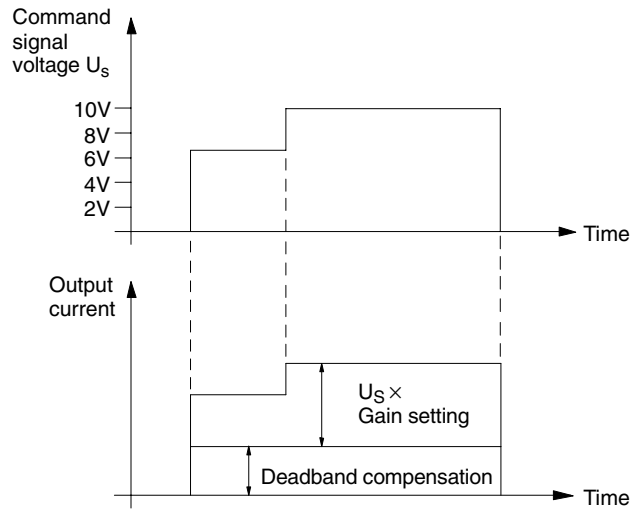 Command
signal
voltage Us
10V
8V
6V
4V
2V
Time
Output
current
US ×
Gain setting
Deadband compensation
Time